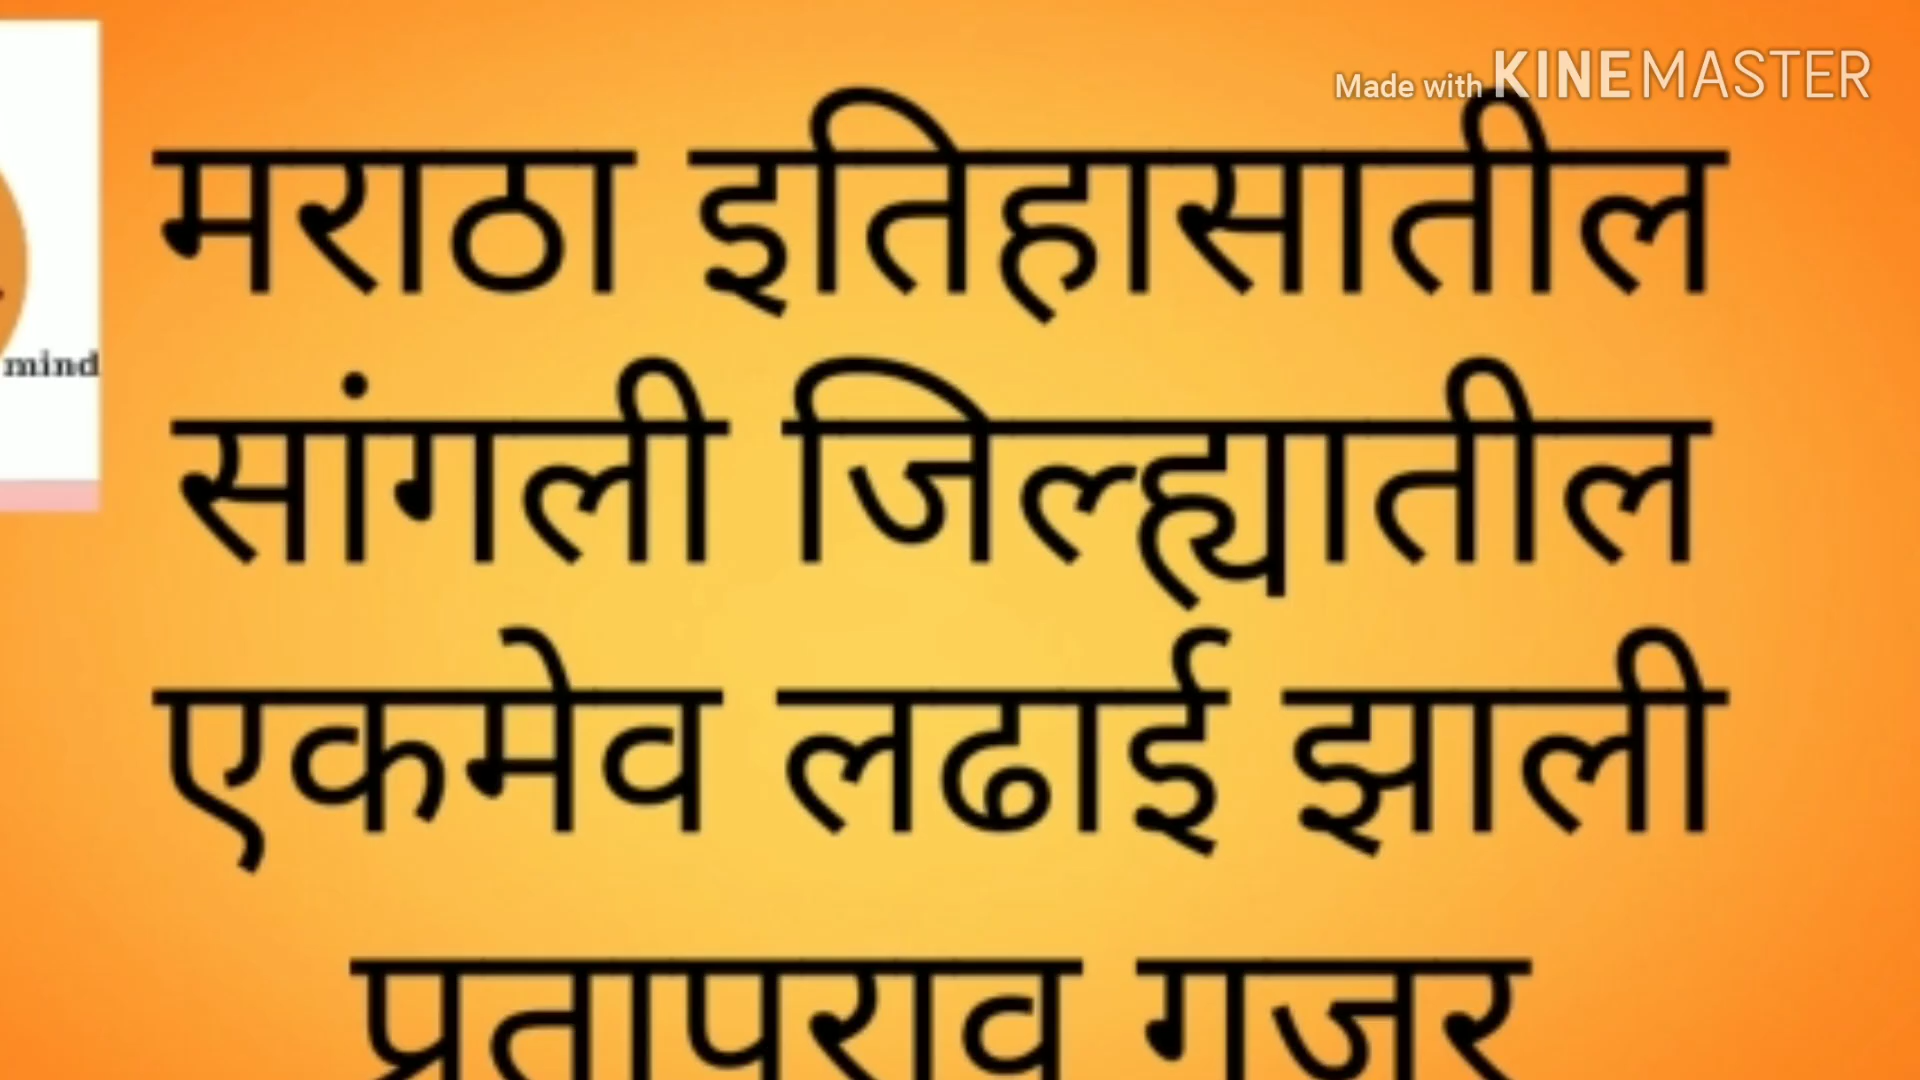 Made with KINEMASTER
मराठा इतिहासातील
mind
सांगली जिल्ह्यातील
एकमेव लढाई झाली
प्रतापराव गुजर